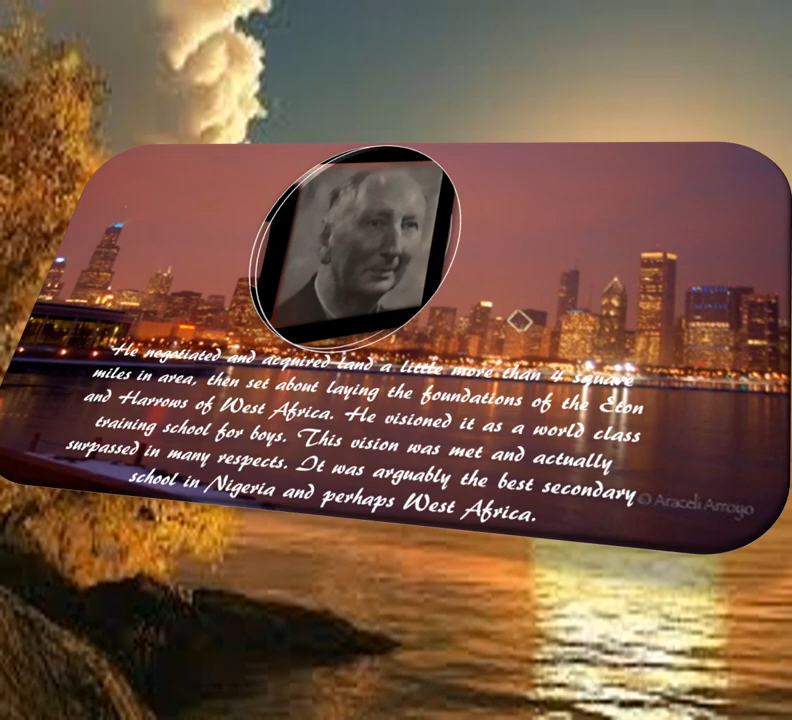 He negotiated and acquired land a little more than 4 square
miles in area, then set about laying the foundations of the Eton
and Harrows of West Africa. He visioned it as a world class
training school for boys. This vision was met and actually
surpassed in many respects. It was arguably the best secondary
school in Nigeria and perhaps West Africa.
© Araceli Arroyo